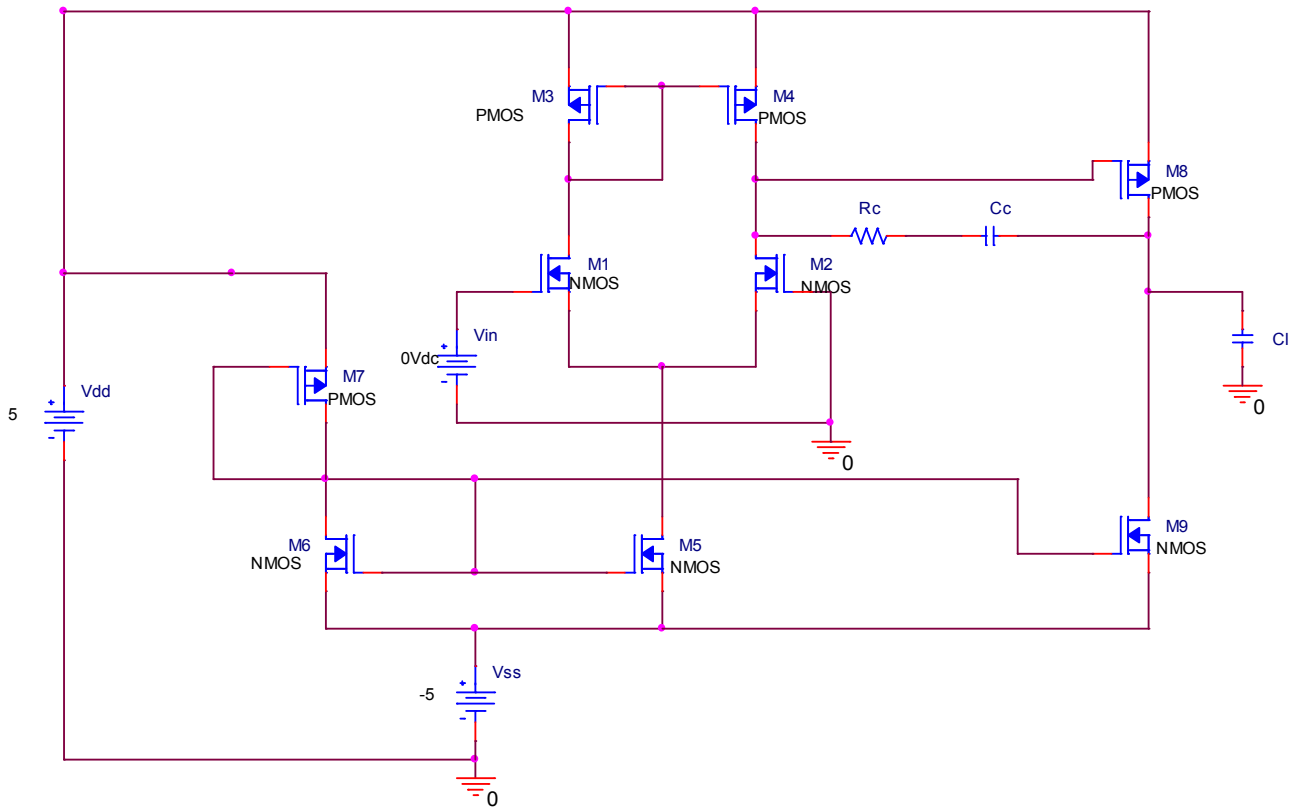 M3
PMOS
M4
PMOS
M8
PMOS
Rc
Cc
M1
NMOS
M2
NMOS
Vin
0Vdc
Cl
0
Vdd
5
M7
PMOS
0
M6
NMOS
M5
NMOS
M9
NMOS
Vss
-5
0